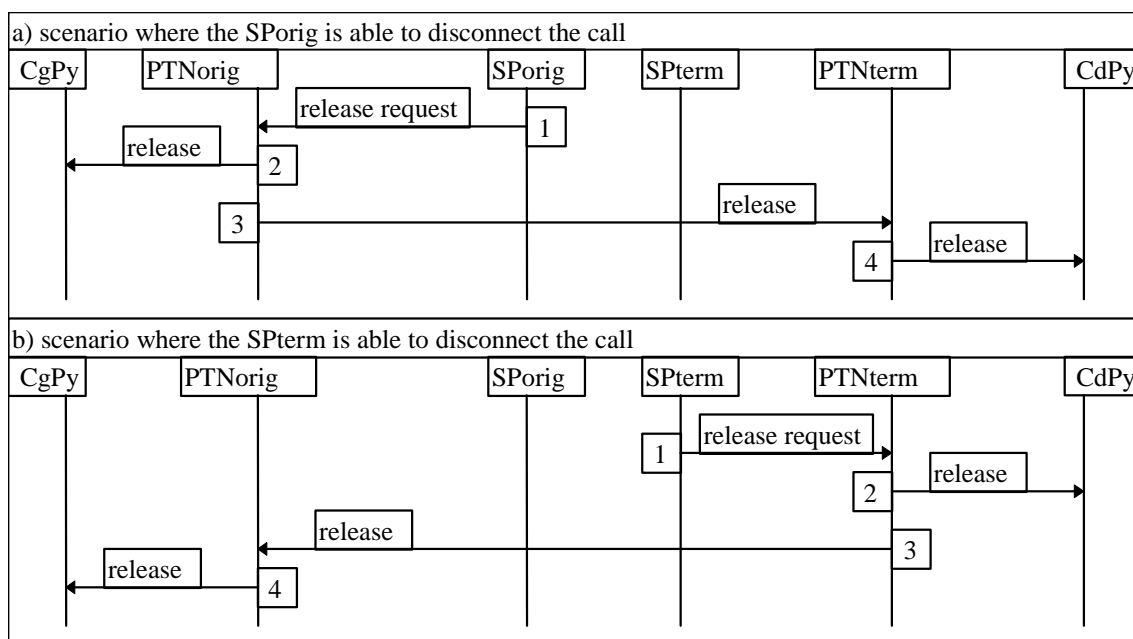 a) scenario where the SPorig is able to disconnect the call
CgPy PTNorig SPorig SPterm PTNterm CdPy
release request
1
release
2
release
3
release
4
b) scenario where the SPterm is able to disconnect the call
CgPy PTNorig SPorig SPterm PTNterm CdPy
1 release request
2 release
release 3
release 4